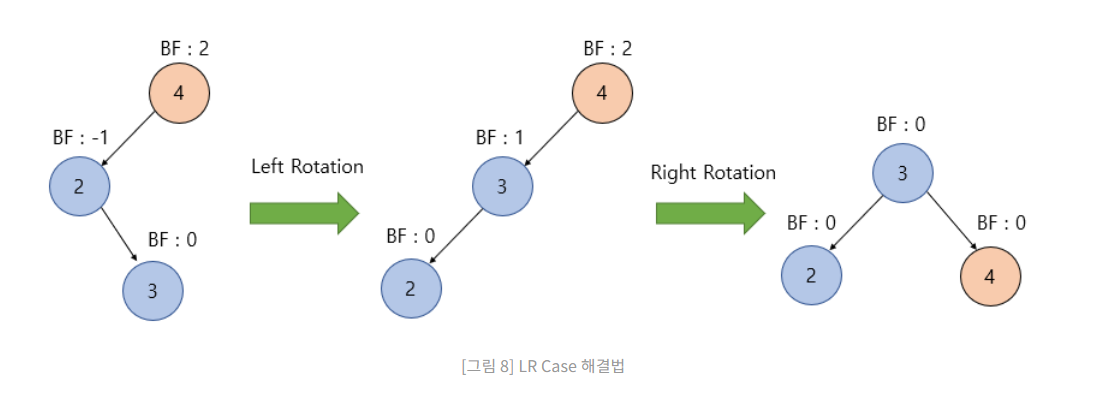 BF : 2
4
BF : -1
2
BF : 0
3
Left Rotation
BF : 2
4
BF : 1
3
BF : 0
2
Right Rotation
BF : 0
3
BF : 0
2
BF : 0
4
[그림 8] LR Case 해결법